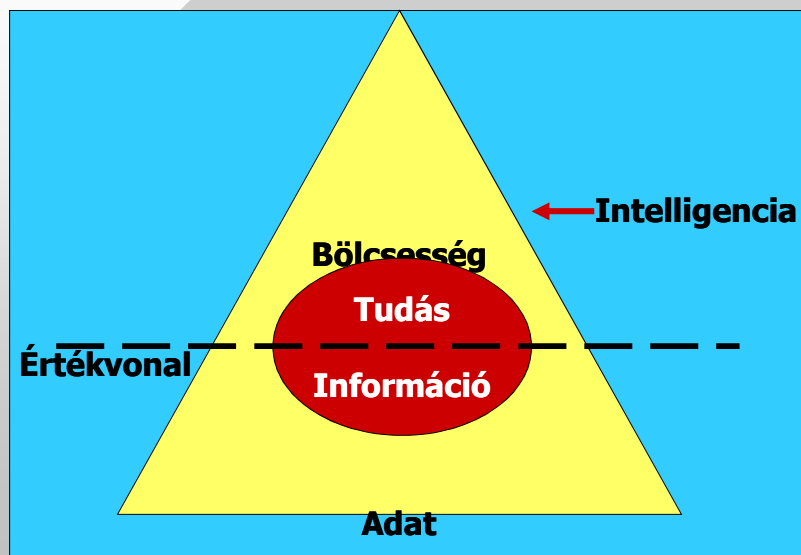 Intelligencia
Bölcsesség
Tudás
Értékvonal
Információ
Adat